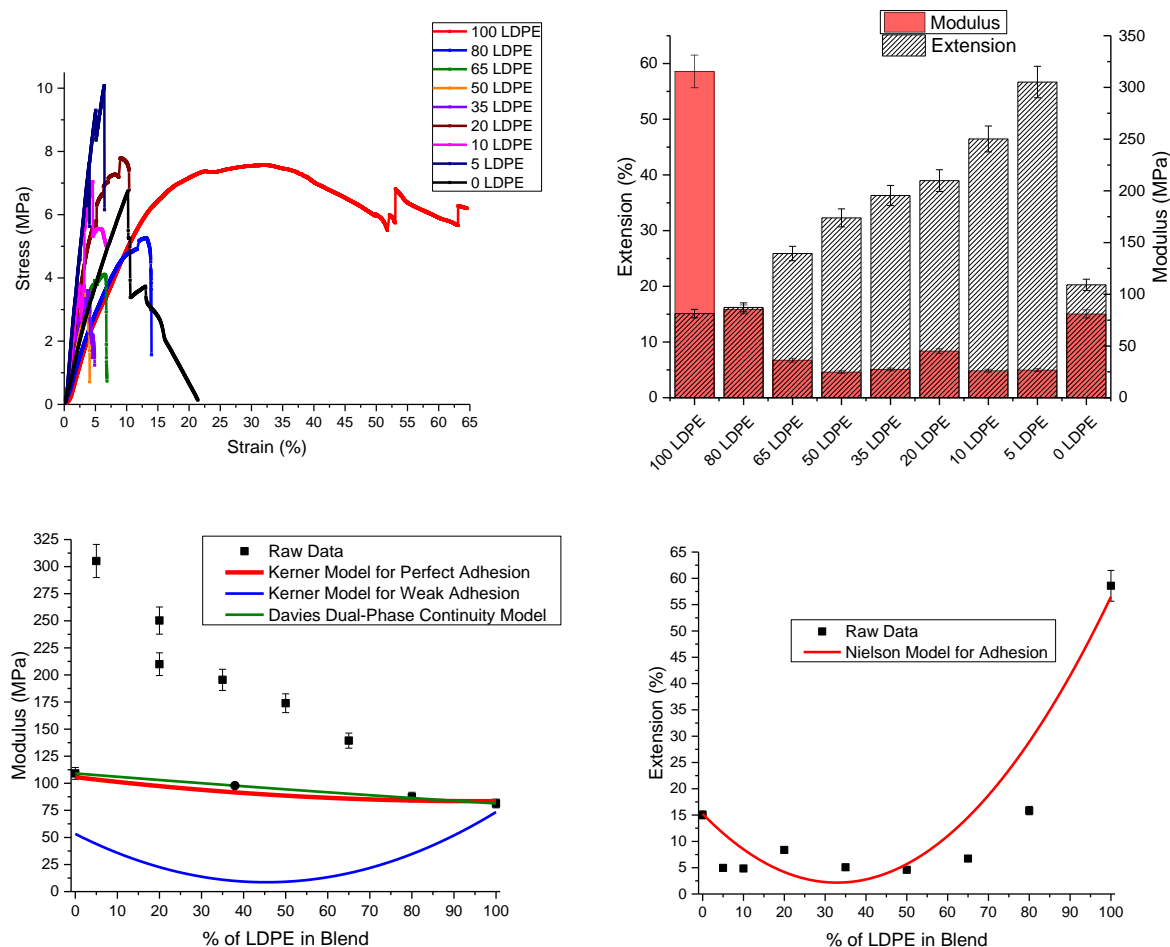 100 LDPE
80 LDPE
65 LDPE
50 LDPE
35 LDPE
20 LDPE
10 LDPE
5 LDPE
0 LDPE
10
8
6
4
2
0
Stress (MPa)
0 5 10 15 20 25 30 35 40 45 50 55 60 65
Strain (%)
Modulus
Extension
60
50
40
30
20
10
0
Extension (%)
350
300
250
200
150
100
50
0
Modulus (MPa)
100 LDPE
80 LDPE
65 LDPE
50 LDPE
35 LDPE
20 LDPE
10 LDPE
5 LDPE
0 LDPE
Raw Data
Kerner Model for Perfect Adhesion
Kerner Model for Weak Adhesion
Davies Dual-Phase Continuity Model
325
300
275
250
225
200
175
150
125
100
75
50
25
0
Modulus (MPa)
0 10 20 30 40 50 60 70 80 90 100
% of LDPE in Blend
Raw Data
Nielson Model for Adhesion
65
60
55
50
45
40
35
30
25
20
15
10
5
0
Extension (%)
0 10 20 30 40 50 60 70 80 90 100
% of LDPE in Blend